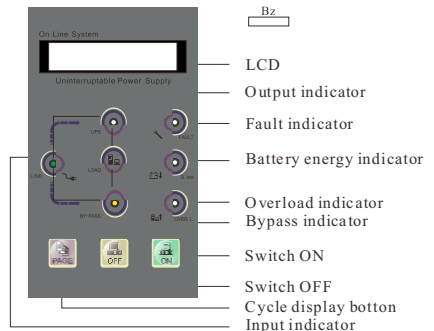 Bz
On Line System
LCD
Uninterruptable Power Supply
Output indicator
UPS
FAULT
Fault indicator
LINE
LOAD
Battery energy indicator
BY-PASS
OVER L.
Overload indicator
Bypass indicator
PAGE
OFF
ON
Switch ON
Switch OFF
Cycle display botton
Input indicator